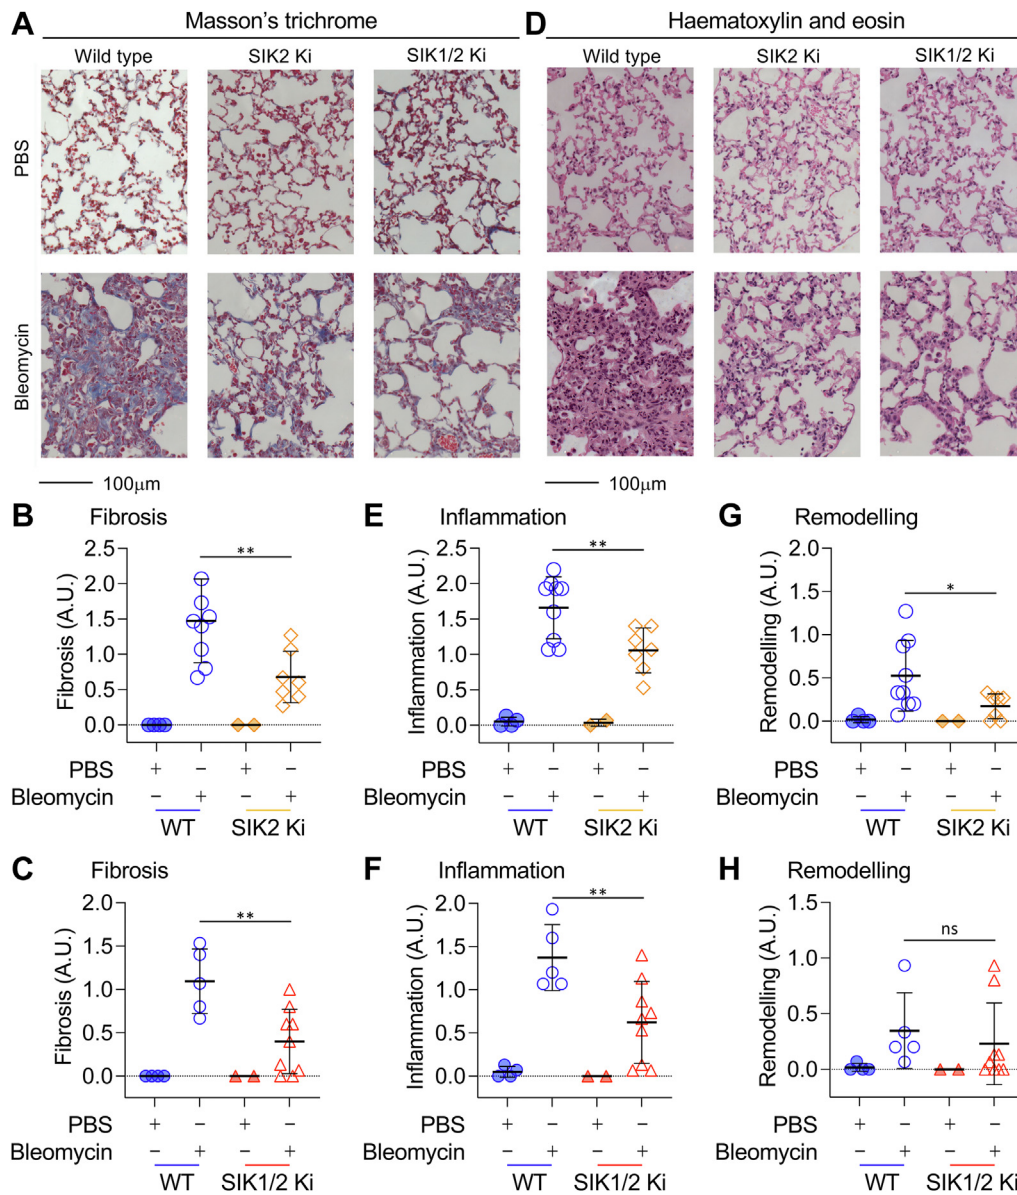 A Masson's trichrome
Wild type SIK2 Ki SIK1/2 Ki
PBS
Bleomycin
100μm
D Haematoxylin and eosin
Wild type SIK2 Ki SIK1/2 Ki
100μm
B Fibrosis
Fibrosis (A.U.)
2.5
2.0
1.5
1.0
0.5
0.0
**
PBS + − + −
Bleomycin − + − +
WT SIK2 Ki
E Inflammation
Inflammation (A.U.)
2.5
2.0
1.5
1.0
0.5
0.0
**
+ − + −
− + − +
WT SIK2 Ki
G Remodelling
Remodelling (A.U.)
2.0
1.5
1.0
0.5
0.0
*
PBS + − + −
Bleomycin − + − +
WT SIK2 Ki
C Fibrosis
Fibrosis (A.U.)
2.0
1.5
1.0
0.5
0.0
**
PBS + − + −
Bleomycin − + − +
WT SIK1/2 Ki
F Inflammation
Inflammation (A.U.)
2.0
1.5
1.0
0.5
0.0
**
+ − + −
− + − +
WT SIK1/2 Ki
H Remodelling
Remodelling (A.U.)
1.5
1.0
0.5
0.0
ns
PBS + − + −
Bleomycin − + − +
WT SIK1/2 Ki